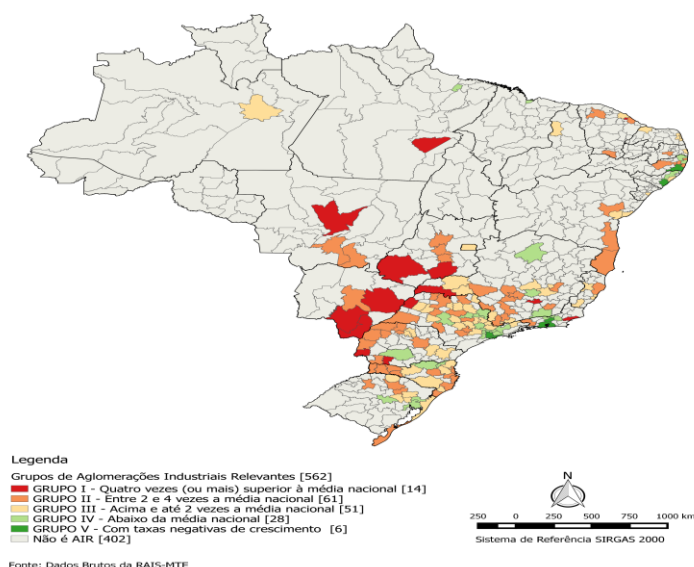 Legenda
Grupos de Aglomerações Industriais Relevantes [562]
GRUPO I - Quatro vezes (ou mais) superior à média nacional [14]
GRUPO II - Entre 2 e 4 vezes a média nacional [61]
GRUPO III - Acima e até 2 vezes a média nacional [51]
GRUPO IV - Abaixo da média nacional [28]
GRUPO V - Com taxas negativas de crescimento [6]
Não é AIR [402]
N
250 0 250 500 750 1000 km
Sistema de Referência SIRGAS 2000
Fonte: Dados Brutos da RAIS-MTE